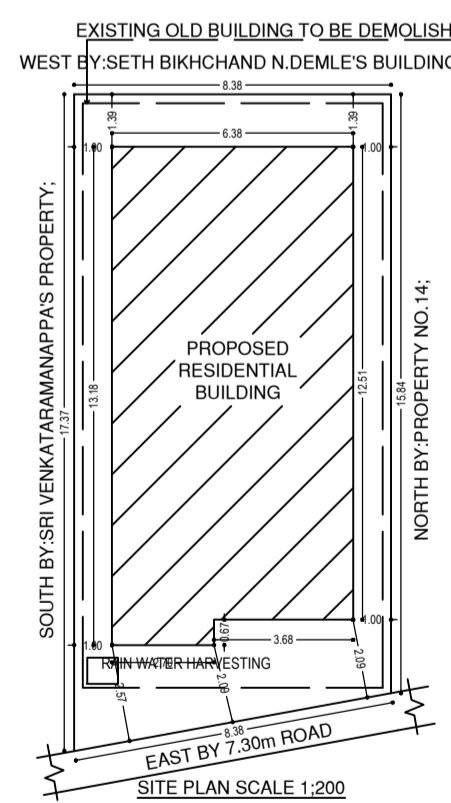 EXISTING OLD BUILDING TO BE DEMOLISH
WEST BY:SETH BIKHCHAND N.DEMLE'S BUILDING
8.38
1.39
1.39
6.38
1.00
1.00
SOUTH BY:SRI VENKATARAMANAPPA'S PROPERTY;
17.37
13.18
PROPOSED
RESIDENTIAL
BUILDING
12.51
15.84
NORTH BY:PROPERTY NO.14;
1.00
0.67
3.68
1.00
RAIN WATER HARVESTING
2.57
2.09
2.09
8.38
EAST BY 7.30m ROAD
SITE PLAN SCALE 1;200